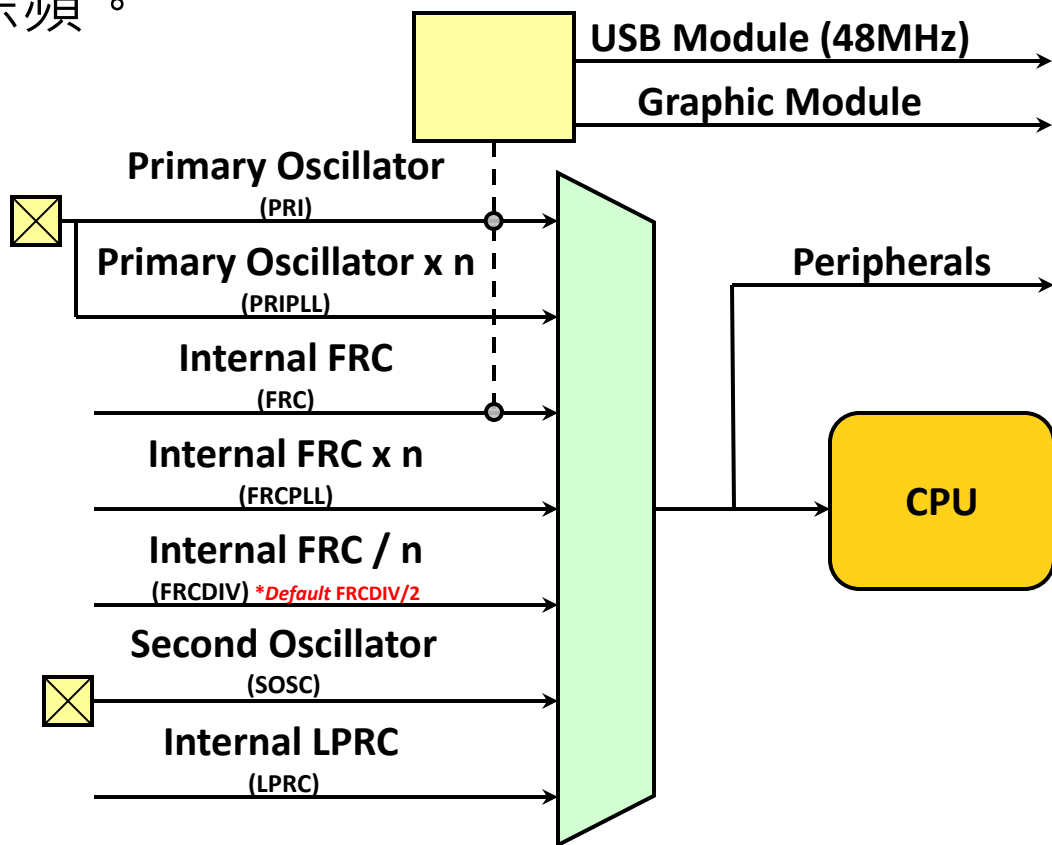 頻。
USB Module (48MHz)
Graphic Module
Primary Oscillator
(PRI)
Primary Oscillator x n
(PRIPLL)
Peripherals
Internal FRC
(FRC)
Internal FRC x n
(FRCPLL)
CPU
Internal FRC / n
(FRCDIV) *Default FRCDIV/2
Second Oscillator
(SOSC)
Internal LPRC
(LPRC)